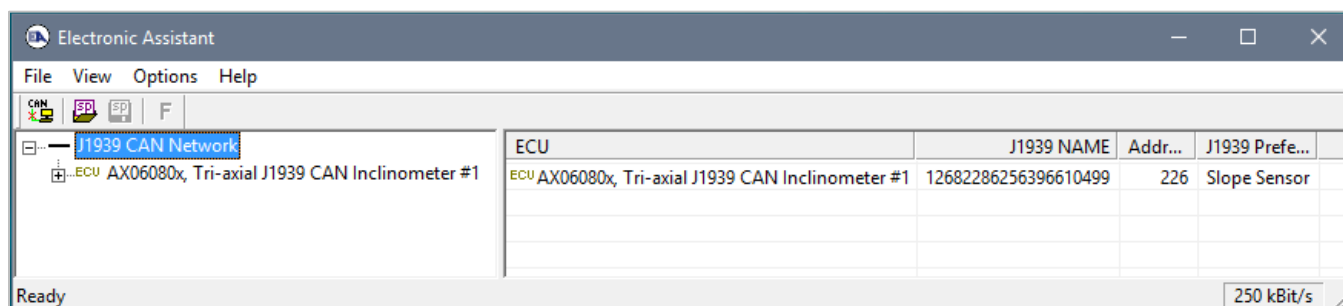 Electronic Assistant
File View Options Help
CAN SP SP F
J1939 CAN Network
ECU AX06080x, Tri-axial J1939 CAN Inclinometer #1
ECU J1939 NAME Addr... J1939 Prefe...
ECU AX06080x, Tri-axial J1939 CAN Inclinometer #1 12682286256396610499 226 Slope Sensor
Ready 250 kBit/s